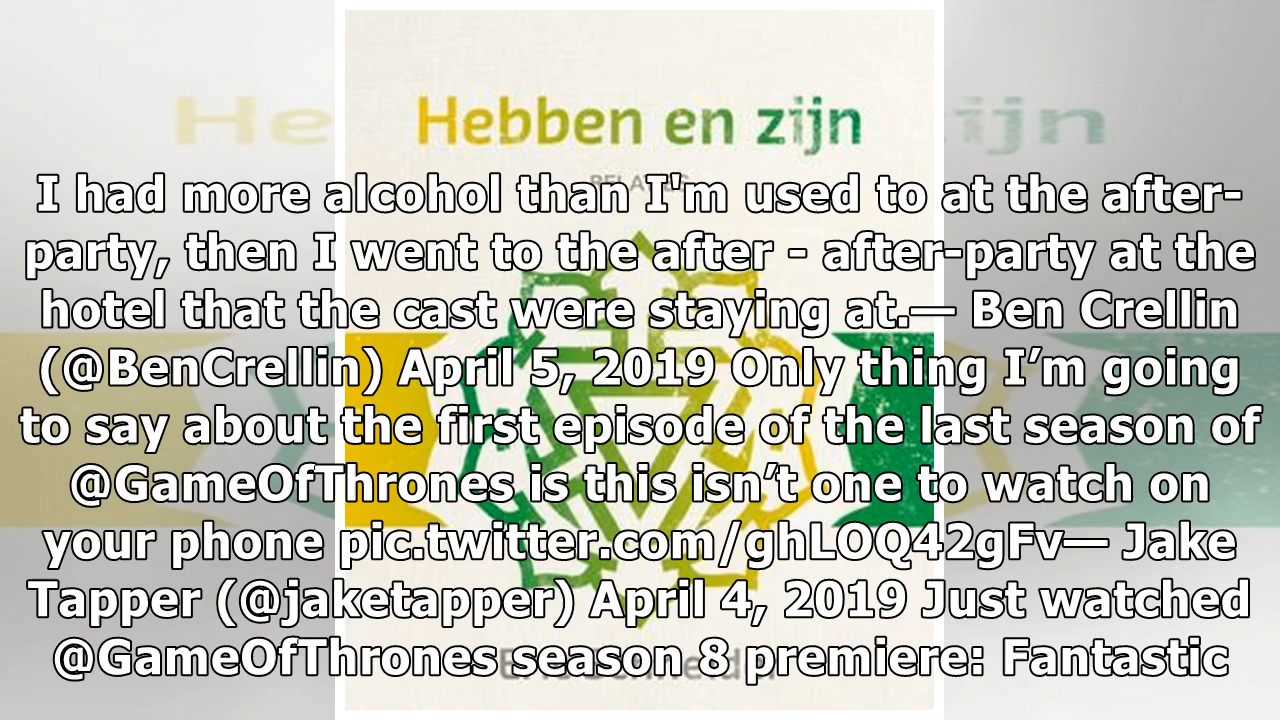 Hebben en zijn
I had more alcohol than I'm used to at the after-
party, then I went to the after - after-party at the
hotel that the cast were staying at.— Ben Crellin
(@BenCrellin) April 5, 2019 Only thing I’m going
to say about the first episode of the last season of
@GameOfThrones is this isn’t one to watch on
your phone pic.twitter.com/ghLOQ42gFv— Jake
Tapper (@jaketapper) April 4, 2019 Just watched
@GameOfThrones season 8 premiere: Fantastic